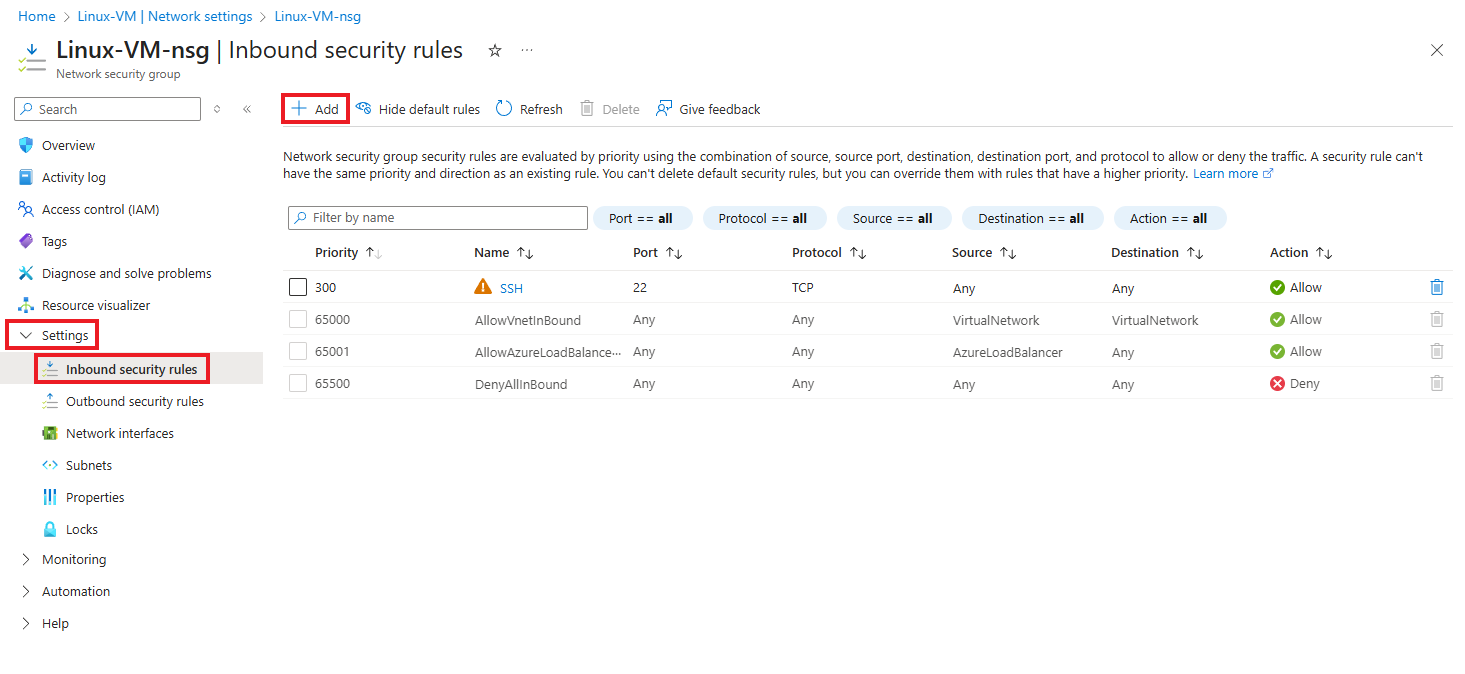 Home > Linux-VM | Network settings > Linux-VM-nsg
Linux-VM-nsg | Inbound security rules ☆ ···
Network security group
Search
Overview
Activity log
Access control (IAM)
Tags
Diagnose and solve problems
Resource visualizer
Settings
Inbound security rules
Outbound security rules
Network interfaces
Subnets
Properties
Locks
Monitoring
Automation
Help
Add Hide default rules Refresh Delete Give feedback
Network security group security rules are evaluated by priority using the combination of source, source port, destination, destination port, and protocol to allow or deny the traffic. A security rule can't
have the same priority and direction as an existing rule. You can't delete default security rules, but you can override them with rules that have a higher priority. Learn more
Filter by name Port == all Protocol == all Source == all Destination == all Action == all
Priority ↑↓ Name ↑↓ Port ↑↓ Protocol ↑↓ Source ↑↓ Destination ↑↓ Action ↑↓
300 SSH 22 TCP Any Any Allow
65000 AllowVnetInBound Any Any VirtualNetwork VirtualNetwork Allow
65001 AllowAzureLoadBalance··· Any Any AzureLoadBalancer Any Allow
65500 DenyAllInBound Any Any Any Any Deny